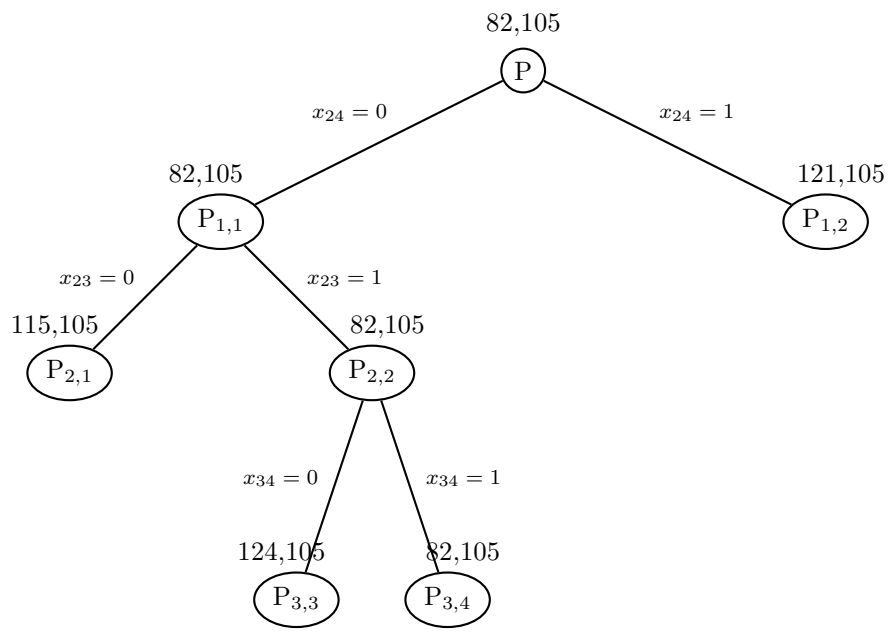 82,105
P
x₂₄ = 0
x₂₄ = 1
82,105
121,105
P₁,₁
P₁,₂
x₂₃ = 0
x₂₃ = 1
115,105
82,105
P₂,₁
P₂,₂
x₃₄ = 0
x₃₄ = 1
124,105
82,105
P₃,₃
P₃,₄